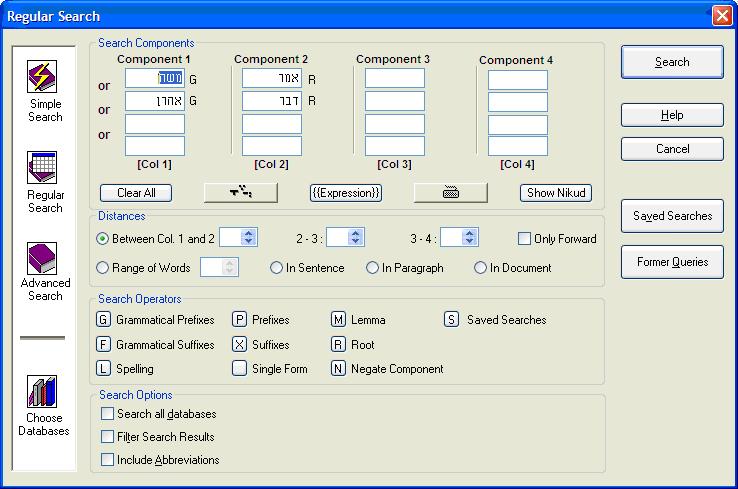 Regular Search
Simple
Search
Regular
Search
Advanced
Search
Choose
Databases
Search Components
Component 1 Component 2 Component 3 Component 4
or משה G אמר R
or אהרן G דבר R
or
[Col 1] [Col 2] [Col 3] [Col 4]
Clear All {{Expression}} Show Nikud
Distances
Between Col. 1 and 2 2 - 3 : 3 - 4 : Only Forward
Range of Words In Sentence In Paragraph In Document
Search Operators
G Grammatical Prefixes P Prefixes M Lemma S Saved Searches
F Grammatical Suffixes X Suffixes R Root
L Spelling Single Form N Negate Component
Search Options
Search all databases
Filter Search Results
Include Abbreviations
Search
Help
Cancel
Saved Searches
Former Queries